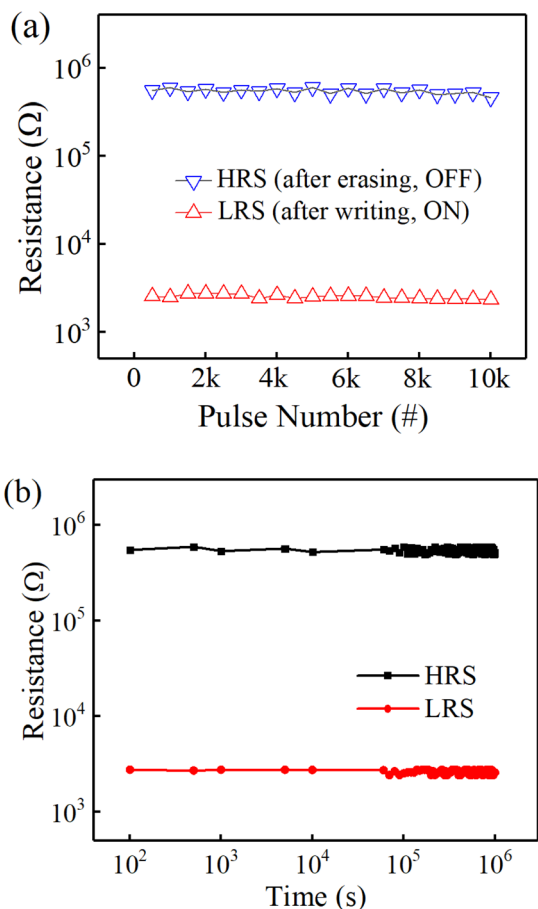 (a)
10⁶
10⁵
10⁴
10³
Resistance (Ω)
HRS (after erasing, OFF)
LRS (after writing, ON)
0 2k 4k 6k 8k 10k
Pulse Number (#)
(b)
10⁶
10⁵
10⁴
10³
Resistance (Ω)
HRS
LRS
10² 10³ 10⁴ 10⁵ 10⁶
Time (s)